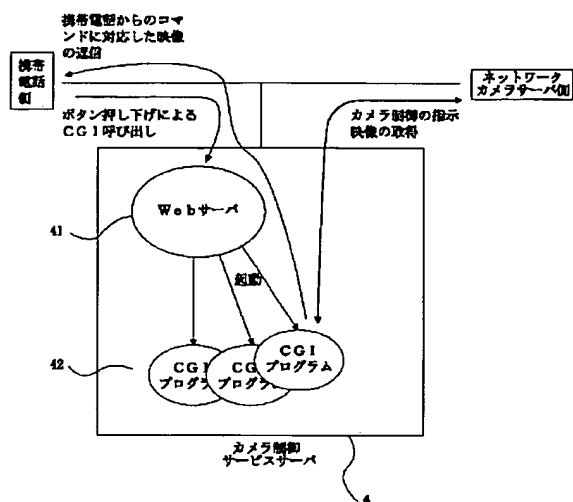 携帯電話からのコマ
ンドに対応した映像
の返信
携帯
電話
側
ネットワーク
カメラサーバ側
ボタン押し下げによる
CGI呼び出し
カメラ制御の指示
映像の取得
Webサーバ
41
起動
42
CGI
プログラ
CG
プログラ
CGI
プログラム
カメラ制御
サービスサーバ
4